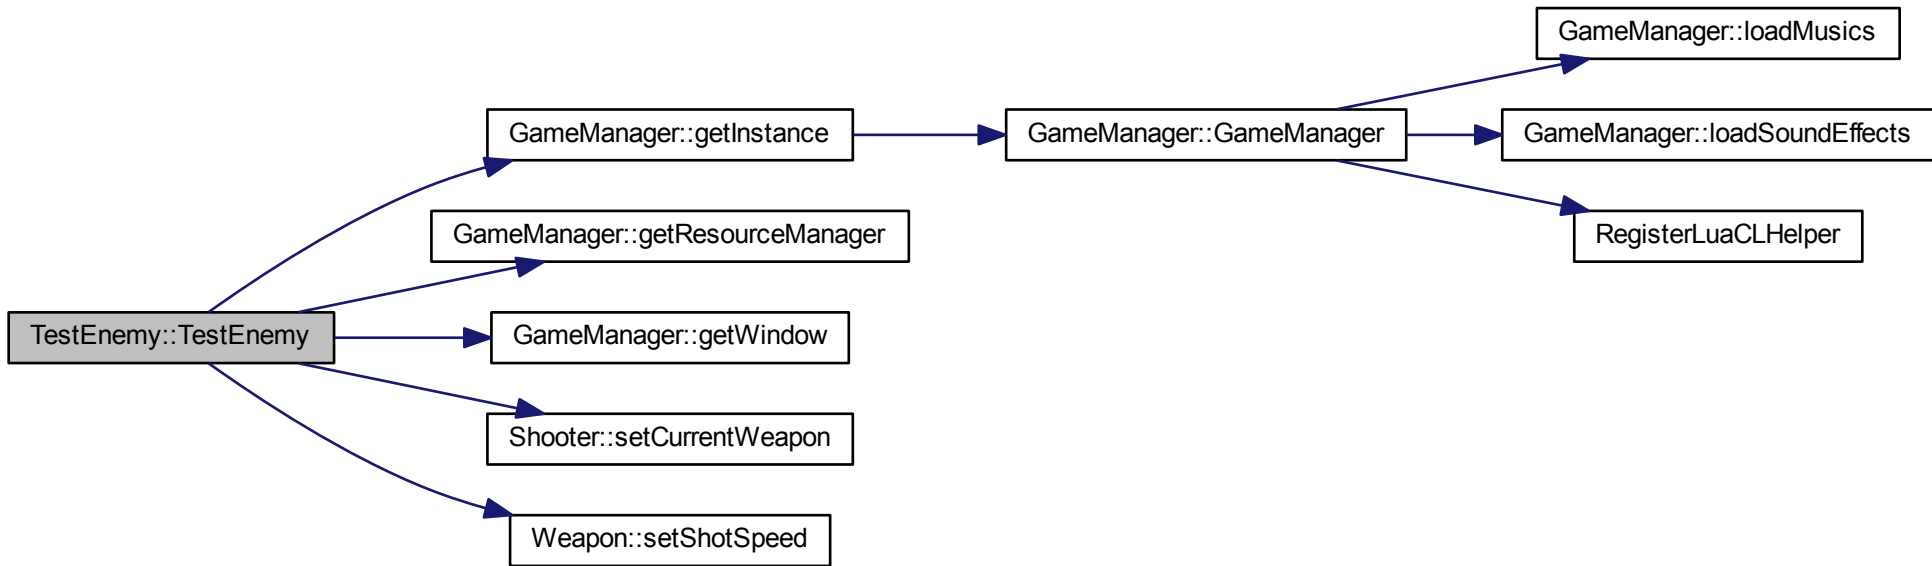 GameManager::loadMusics
GameManager::getInstance
GameManager::GameManager
GameManager::loadSoundEffects
GameManager::getResourceManager
RegisterLuaCLHelper
TestEnemy::TestEnemy
GameManager::getWindow
Shooter::setCurrentWeapon
Weapon::setShotSpeed